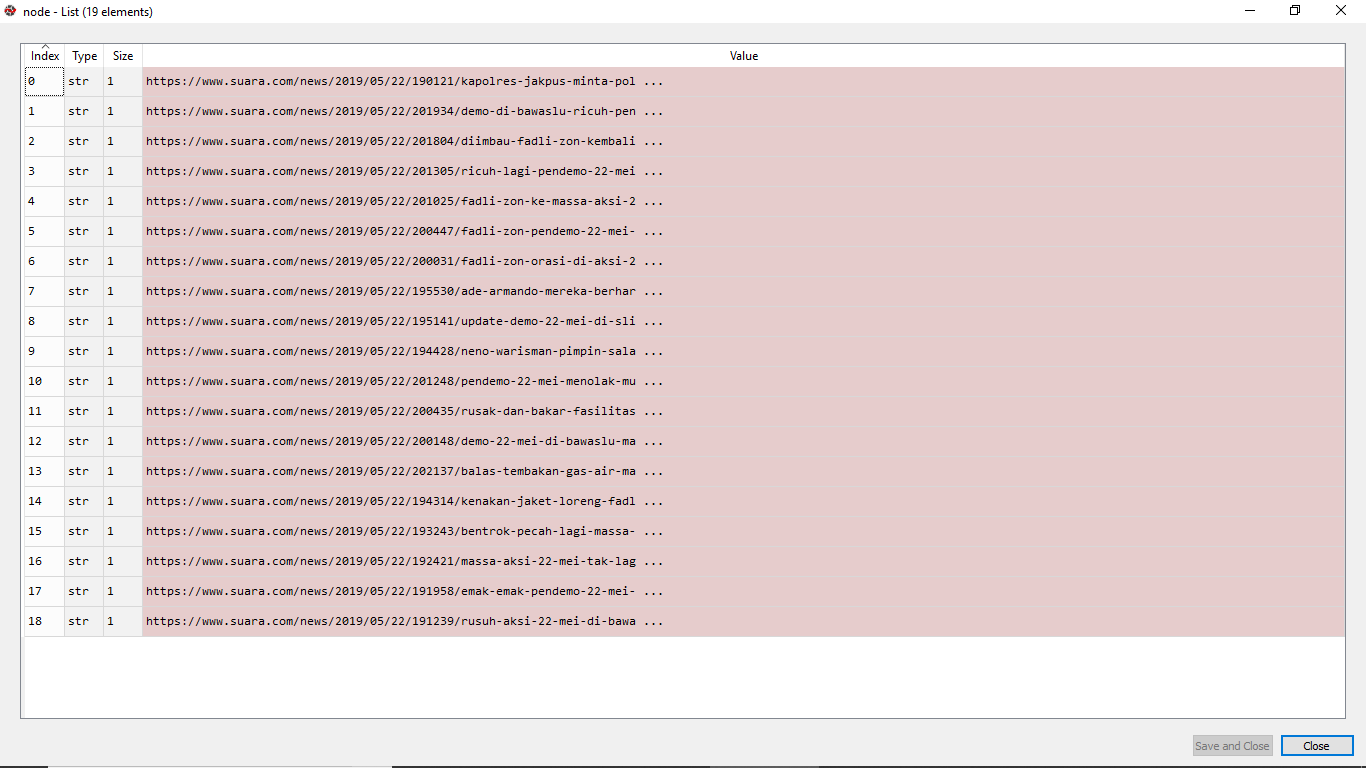 node - List (19 elements)
Index Type Size Value
0 str 1 https://www.suara.com/news/2019/05/22/190121/kapolres-jakpus-minta-pol ...
1 str 1 https://www.suara.com/news/2019/05/22/201934/demo-di-bawaslu-ricuh-pen ...
2 str 1 https://www.suara.com/news/2019/05/22/201804/diimbau-fadli-zon-kembali ...
3 str 1 https://www.suara.com/news/2019/05/22/201305/ricuh-lagi-pendemo-22-mei ...
4 str 1 https://www.suara.com/news/2019/05/22/201025/fadli-zon-ke-massa-aksi-2 ...
5 str 1 https://www.suara.com/news/2019/05/22/200447/fadli-zon-pendemo-22-mei- ...
6 str 1 https://www.suara.com/news/2019/05/22/200031/fadli-zon-orasi-di-aksi-2 ...
7 str 1 https://www.suara.com/news/2019/05/22/195530/ade-armando-mereka-berhar ...
8 str 1 https://www.suara.com/news/2019/05/22/195141/update-demo-22-mei-di-sli ...
9 str 1 https://www.suara.com/news/2019/05/22/194428/neno-warisman-pimpin-sala ...
10 str 1 https://www.suara.com/news/2019/05/22/201248/pendemo-22-mei-menolak-mu ...
11 str 1 https://www.suara.com/news/2019/05/22/200435/rusak-dan-bakar-fasilitas ...
12 str 1 https://www.suara.com/news/2019/05/22/200148/demo-22-mei-di-bawaslu-ma ...
13 str 1 https://www.suara.com/news/2019/05/22/202137/balas-tembakan-gas-air-ma ...
14 str 1 https://www.suara.com/news/2019/05/22/194314/kenakan-jaket-loreng-fadl ...
15 str 1 https://www.suara.com/news/2019/05/22/193243/bentrok-pecah-lagi-massa- ...
16 str 1 https://www.suara.com/news/2019/05/22/192421/massa-aksi-22-mei-tak-lag ...
17 str 1 https://www.suara.com/news/2019/05/22/191958/emak-emak-pendemo-22-mei- ...
18 str 1 https://www.suara.com/news/2019/05/22/191239/rusuh-aksi-22-mei-di-bawa ...
Save and Close Close